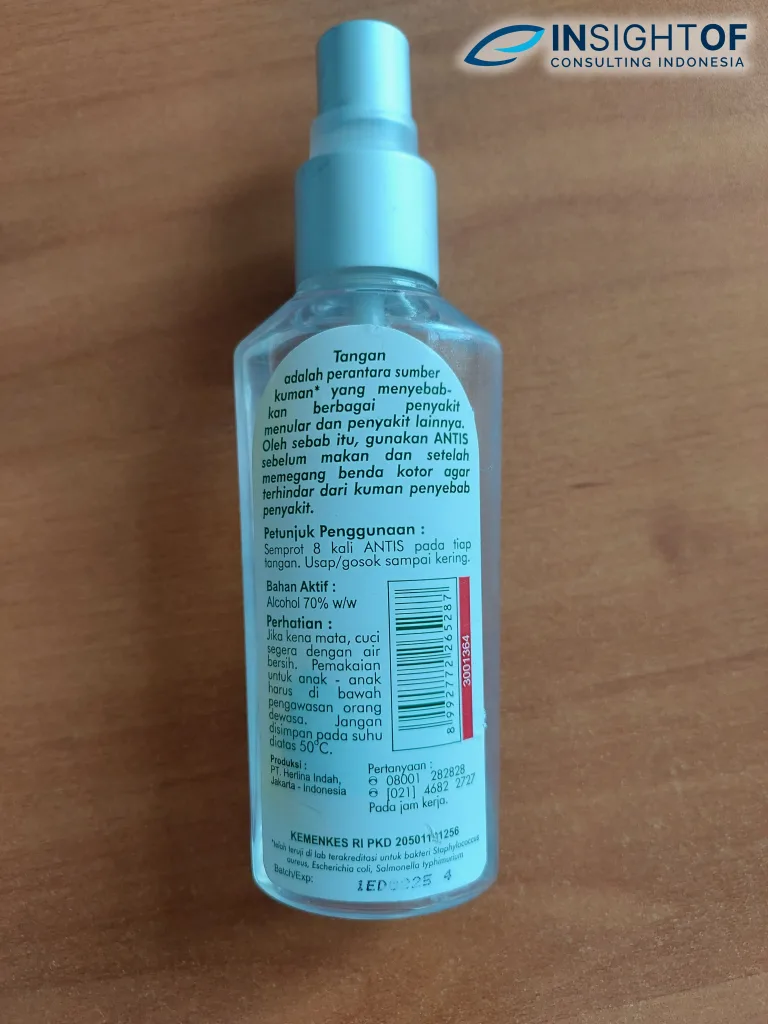 INSIGHTOF
CONSULTING INDONESIA
Tangan
adalah perantara sumber
kuman* yang menyebab-
kan berbagai penyakit
menular dan penyakit lainnya.
Oleh sebab itu, gunakan ANTIS
sebelum makan dan setelah
memegang benda kotor agar
terhindar dari kuman penyebab
penyakit.
Petunjuk Penggunaan :
Semprot 8 kali ANTIS pada tiap
tangan. Usap/gosok sampai kering.
Bahan Aktif :
Alcohol 70% w/w
Perhatian :
Jika kena mata, cuci
segera dengan air
bersih. Pemakaian
untuk anak - anak
harus di bawah
pengawasan orang
dewasa. Jangan
disimpan pada suhu
diatas 50°C.
8 992772 265287
3001364
Produksi :
PT. Herlina Indah,
Jakarta - Indonesia
Pertanyaan :
08001 282828
[021] 4682 2727
Pada jam kerja.
KEMENKES RI PKD
*telah teruji di lab terakreditasi untuk bakteri Staphylococcus
aureus, Escherichia coli, Salmonella typhimurium
Batch/Exp: